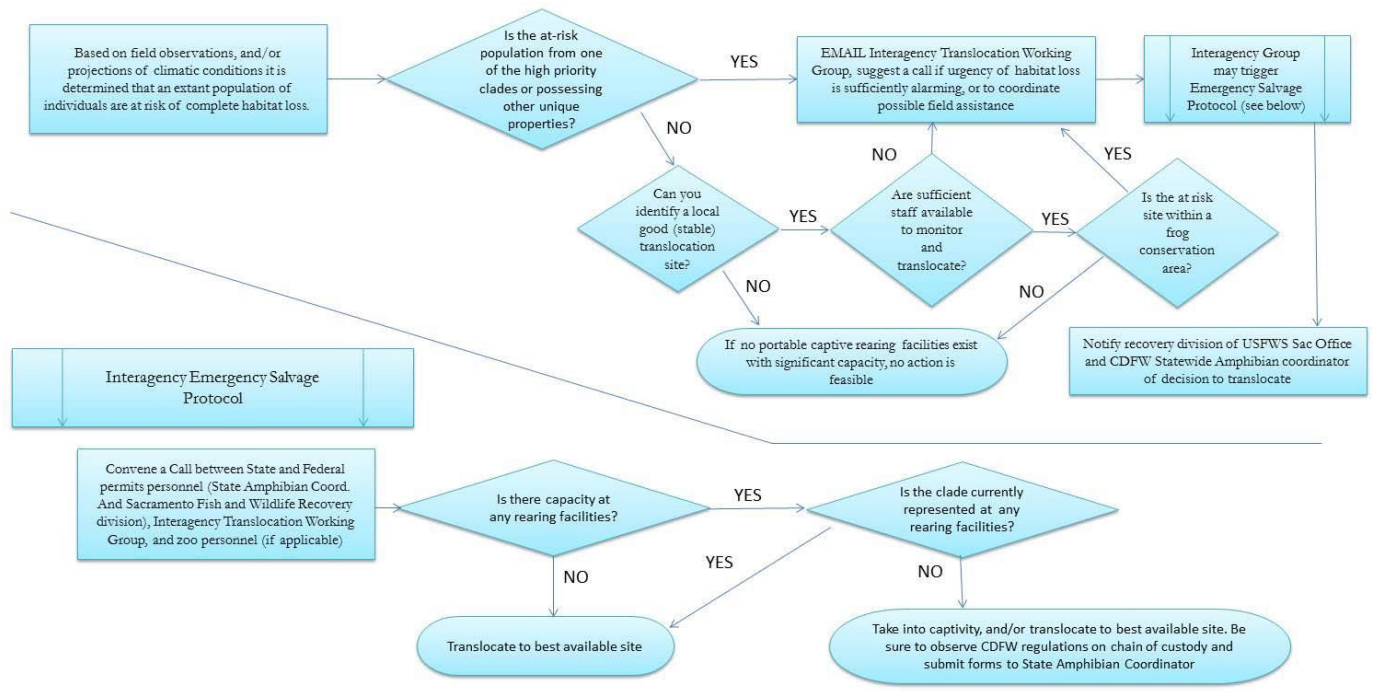 Based on field observations, and/or
projections of climatic conditions it is
determined that an extant population of
individuals are at risk of complete habitat loss.
Is the at-risk
population from one
of the high priority
clades or possessing
other unique
properties?
YES
EMAIL Interagency Translocation Working
Group, suggest a call if urgency of habitat loss
is sufficiently alarming, or to coordinate
possible field assistance
Interagency Group
may trigger
Emergency Salvage
Protocol (see below)
NO
Can you
identify a local
good (stable)
translocation
site?
YES
Are sufficient
staff available
to monitor
and
translocate?
NO
YES
Is the at risk
site within a
frog
conservation
area?
YES
NO
NO
If no portable captive rearing facilities exist
with significant capacity, no action is
feasible
Notify recovery division of USFWS Sac Office
and CDFW Statewide Amphibian coordinator
of decision to translocate
Interagency Emergency Salvage
Protocol
Convene a Call between State and Federal
permits personnel (State Amphibian Coord.
And Sacramento Fish and Wildlife Recovery
division), Interagency Translocation Working
Group, and zoo personnel (if applicable)
Is there capacity at
any rearing facilities?
YES
Is the clade currently
represented at any
rearing facilities?
NO
YES
NO
Translocate to best available site
Take into captivity, and/or translocate to best available site. Be
sure to observe CDFW regulations on chain of custody and
submit forms to State Amphibian Coordinator